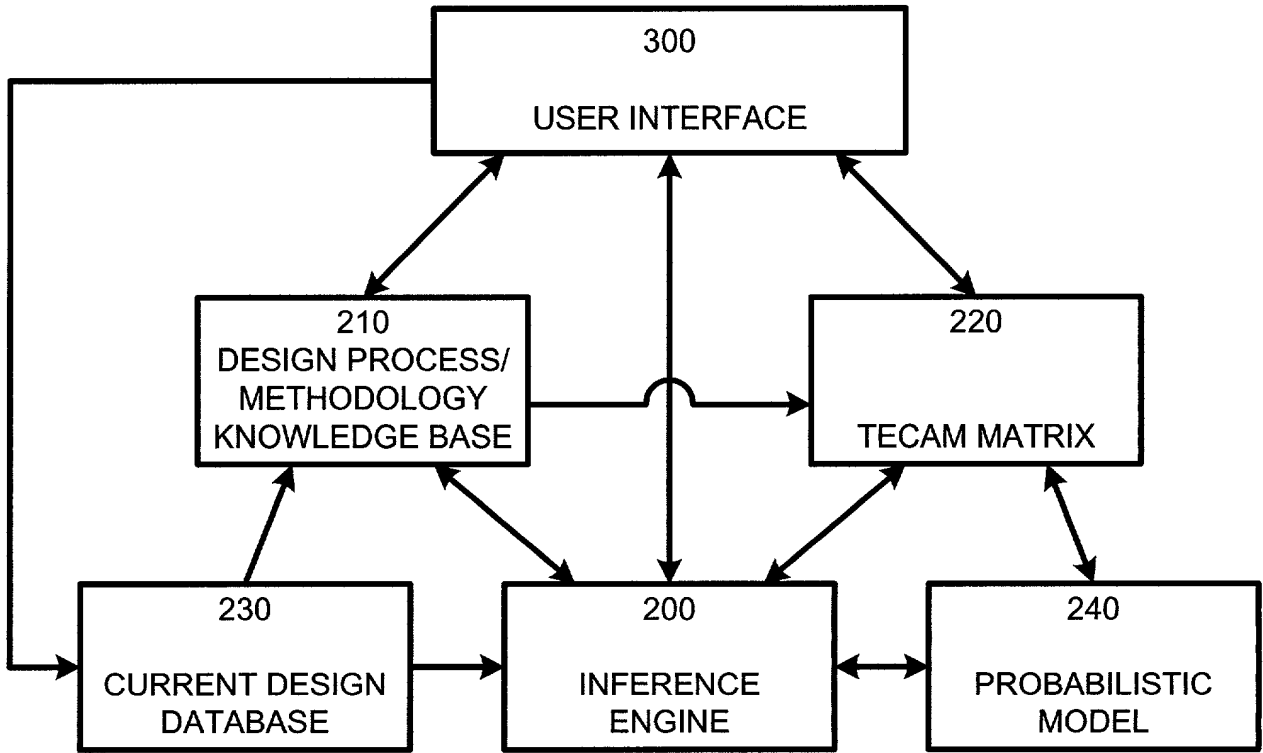 300
USER INTERFACE
210
DESIGN PROCESS/
METHODOLOGY
KNOWLEDGE BASE
220
TECAM MATRIX
230
CURRENT DESIGN
DATABASE
200
INFERENCE
ENGINE
240
PROBABILISTIC
MODEL